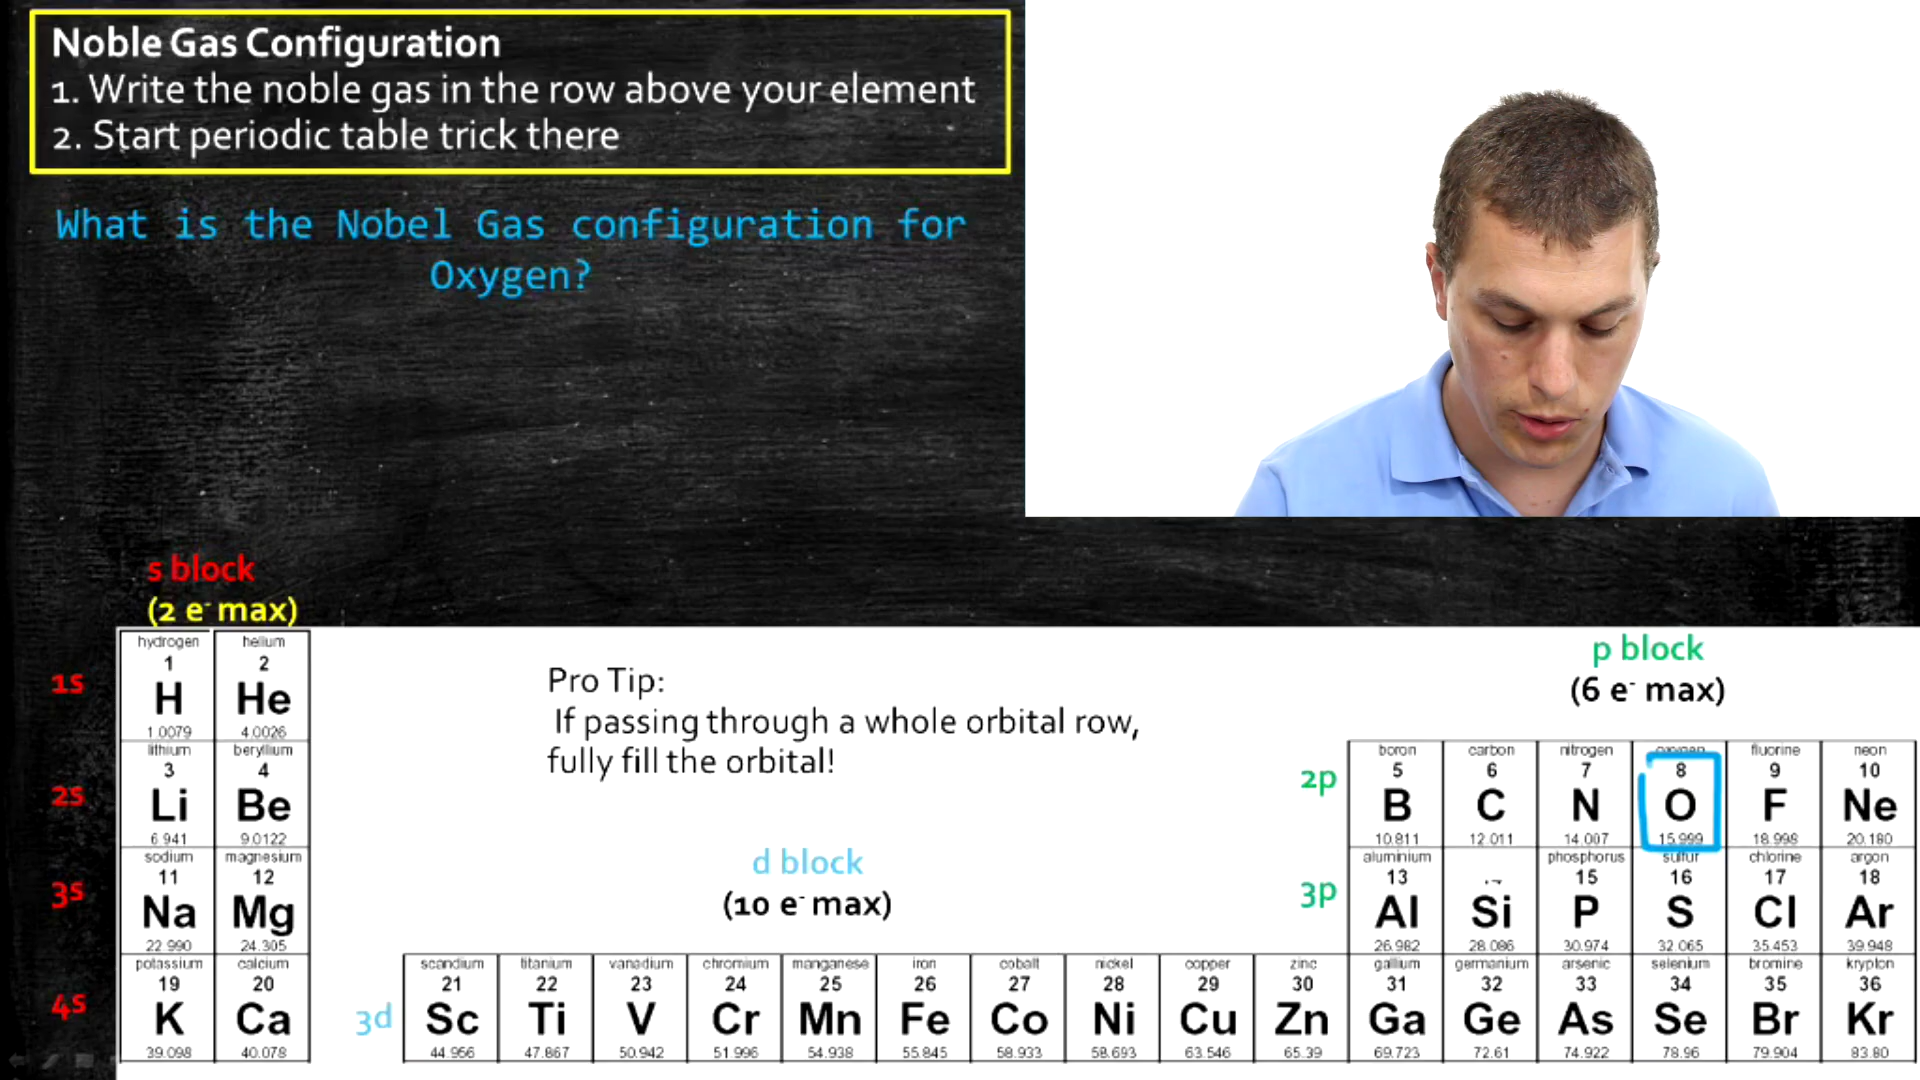 Noble Gas Configuration
1. Write the noble gas in the row above your element
2. Start periodic table trick there
What is the Nobel Gas configuration for
Oxygen?
s block
(2 e⁻ max)
p block
(6 e⁻ max)
Pro Tip:
If passing through a whole orbital row,
fully fill the orbital!
d block
(10 e⁻ max)
1s
hydrogen helium
1 2
H He
1.0079 4.0026
2s
2p
lithium beryllium boron carbon nitrogen oxygen fluorine neon
3 4 5 6 7 8 9 10
Li Be B C N O F Ne
6.941 9.0122 10.811 12.011 14.007 15.999 18.998 20.180
3s
3p
sodium magnesium aluminium phosphorus sulfur chlorine argon
11 12 13 15 16 17 18
Na Mg Al Si P S Cl Ar
22.990 24.305 26.982 28.086 30.974 32.065 35.453 39.948
4s
3d
potassium calcium scandium titanium vanadium chromium manganese iron cobalt nickel copper zinc gallium germanium arsenic selenium bromine krypton
19 20 21 22 23 24 25 26 27 28 29 30 31 32 33 34 35 36
K Ca Sc Ti V Cr Mn Fe Co Ni Cu Zn Ga Ge As Se Br Kr
39.098 40.078 44.956 47.867 50.942 51.996 54.938 55.845 58.933 58.693 63.546 65.39 69.723 72.61 74.922 78.96 79.904 83.80